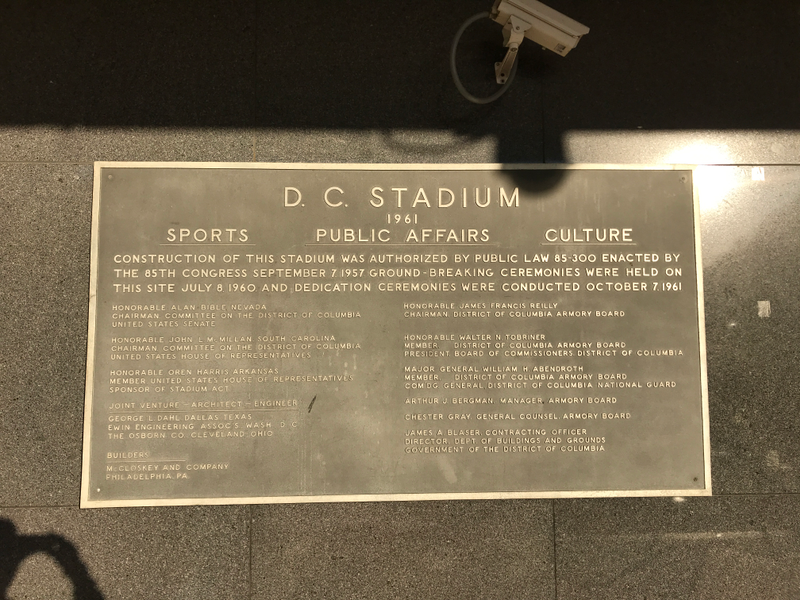 D. C. STADIUM
1961
SPORTS PUBLIC AFFAIRS CULTURE
CONSTRUCTION OF THIS STADIUM WAS AUTHORIZED BY PUBLIC LAW 85-300 ENACTED BY
THE 85TH CONGRESS SEPTEMBER 7 1957 GROUND-BREAKING CEREMONIES WERE HELD ON
THIS SITE JULY 8 1960 AND DEDICATION CEREMONIES WERE CONDUCTED OCTOBER 7 1961
HONORABLE ALAN BIBLE NEVADA
CHAIRMAN, COMMITTEE ON THE DISTRICT OF COLUMBIA
UNITED STATES SENATE
HONORABLE JOHN L M MCMILLAN SOUTH CAROLINA
CHAIRMAN COMMITTEE ON THE DISTRICT OF COLUMBIA
UNITED STATES HOUSE OF REPRESENTATIVES
HONORABLE OREN HARRIS ARKANSAS
MEMBER UNITED STATES HOUSE OF REPRESENTATIVES
SPONSOR OF STADIUM ACT
JOINT VENTURE - ARCHITECT - ENGINEER
GEORGE L DAHL DALLAS TEXAS
EWIN ENGINEERING ASSOC'S WASH. D. C.
THE OSBORN CO. CLEVELAND OHIO
BUILDERS
McCLOSKEY AND COMPANY
PHILADELPHIA PA.
HONORABLE JAMES FRANCIS REILLY
CHAIRMAN, DISTRICT OF COLUMBIA ARMORY BOARD
HONORABLE WALTER N TOBRINER
MEMBER DISTRICT OF COLUMBIA ARMORY BOARD
PRESIDENT BOARD OF COMMISSIONERS DISTRICT OF COLUMBIA
MAJOR GENERAL WILLIAM H ABENDROTH
MEMBER DISTRICT OF COLUMBIA ARMORY BOARD
COM'DG. GENERAL DISTRICT OF COLUMBIA NATIONAL GUARD
ARTHUR J BERGMAN, MANAGER, ARMORY BOARD
CHESTER GRAY, GENERAL COUNSEL, ARMORY BOARD
JAMES A BLASER, CONTRACTING OFFICER
DIRECTOR, DEPT OF BUILDINGS AND GROUNDS
GOVERNMENT OF THE DISTRICT OF COLUMBIA